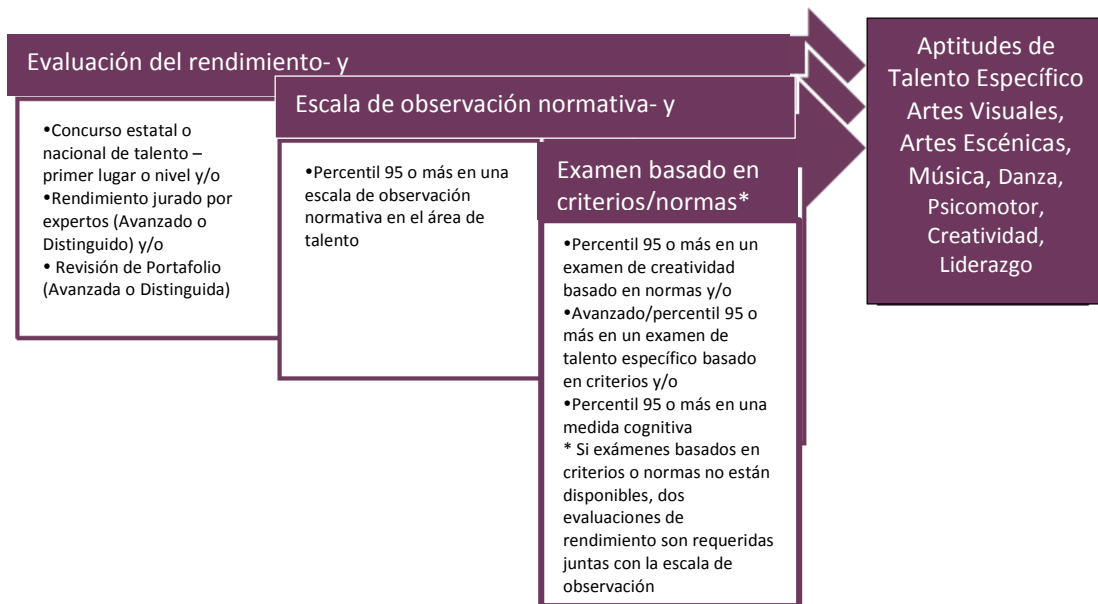 Evaluación del rendimiento- y
•Concurso estatal o
nacional de talento –
primer lugar o nivel y/o
•Rendimiento jurado por
expertos (Avanzado o
Distinguido) y/o
• Revisión de Portafolio
(Avanzada o Distinguida)
Escala de observación normativa- y
•Percentil 95 o más en una
escala de observación
normativa en el área de
talento
Examen basado en
criterios/normas*
•Percentil 95 o más en un
examen de creatividad
basado en normas y/o
•Avanzado/percentil 95 o
más en un examen de
talento específico basado
en criterios y/o
•Percentil 95 o más en una
medida cognitiva
* Si exámenes basados en
criterios o normas no están
disponibles, dos
evaluaciones de
rendimiento son requeridas
juntas con la escala de
observación
Aptitudes de
Talento Específico
Artes Visuales,
Artes Escénicas,
Música, Danza,
Psicomotor,
Creatividad,
Liderazgo